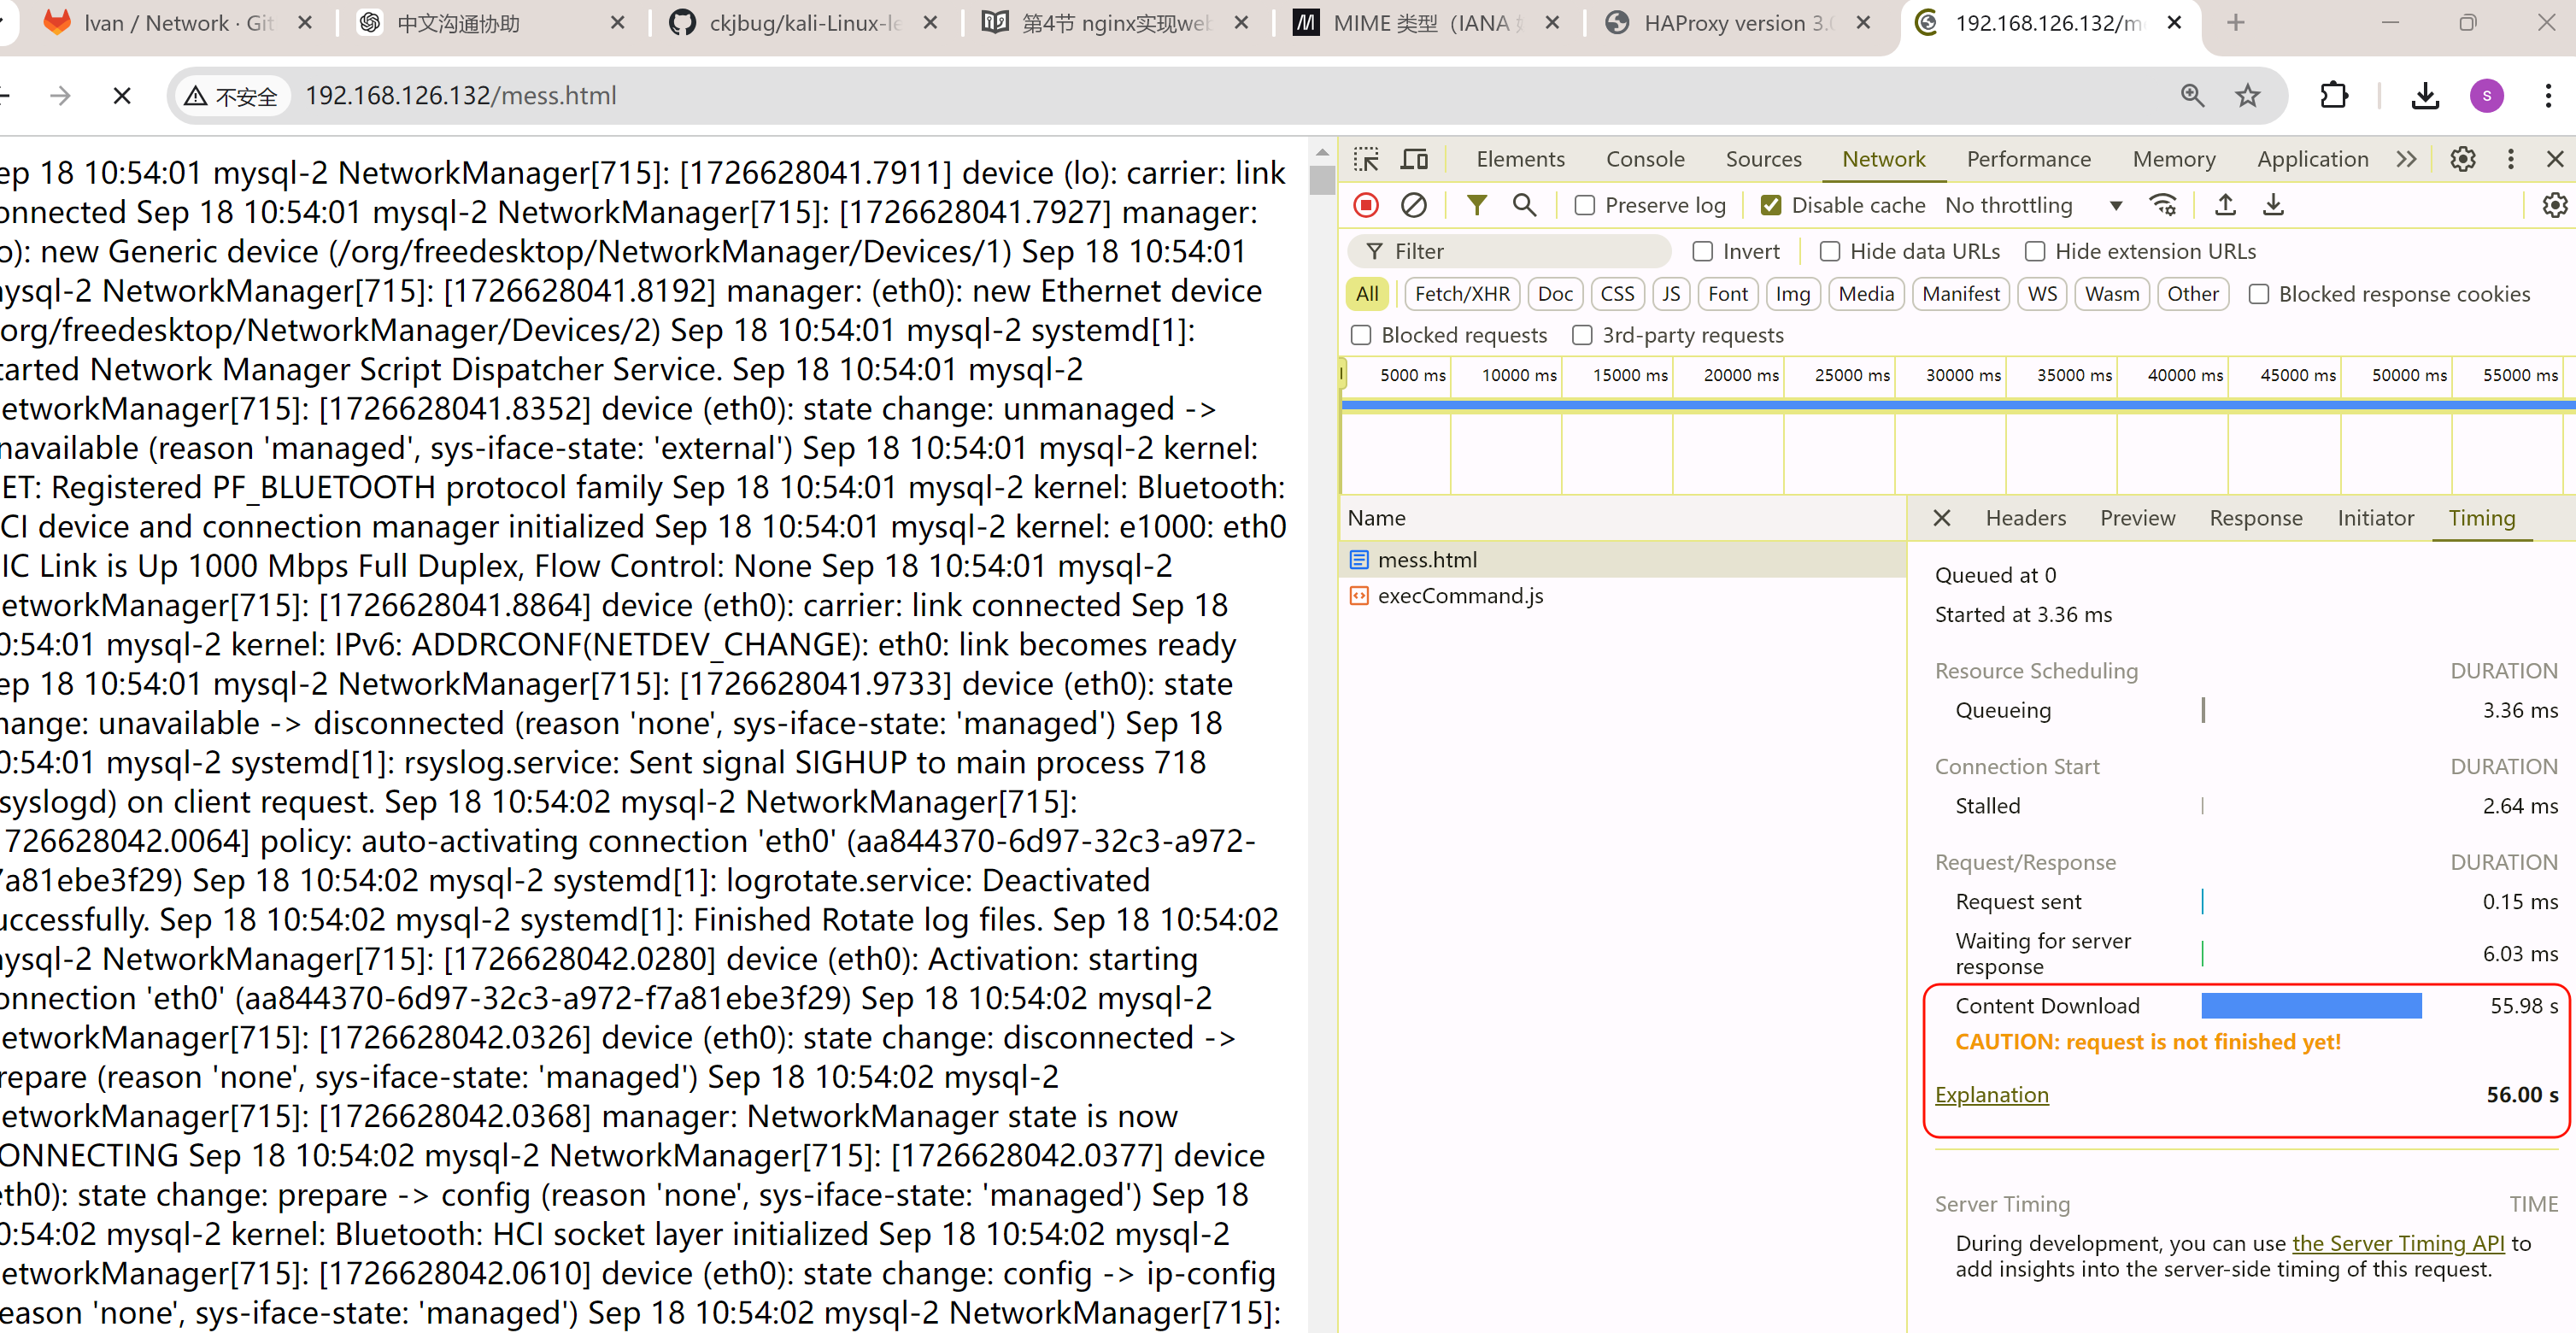 Ivan / Network · Git
中文沟通协助
ckjbug/kali-Linux-le
第4节 nginx实现web
MIME 类型（IANA
HAProxy version 3.0
192.168.126.132/m
不安全 192.168.126.132/mess.html
s
ep 18 10:54:01 mysql-2 NetworkManager[715]: [1726628041.7911] device (lo): carrier: link
onnected Sep 18 10:54:01 mysql-2 NetworkManager[715]: [1726628041.7927] manager:
o): new Generic device (/org/freedesktop/NetworkManager/Devices/1) Sep 18 10:54:01
ysql-2 NetworkManager[715]: [1726628041.8192] manager: (eth0): new Ethernet device
org/freedesktop/NetworkManager/Devices/2) Sep 18 10:54:01 mysql-2 systemd[1]:
tarted Network Manager Script Dispatcher Service. Sep 18 10:54:01 mysql-2
etworkManager[715]: [1726628041.8352] device (eth0): state change: unmanaged ->
navailable (reason 'managed', sys-iface-state: 'external') Sep 18 10:54:01 mysql-2 kernel:
ET: Registered PF_BLUETOOTH protocol family Sep 18 10:54:01 mysql-2 kernel: Bluetooth:
CI device and connection manager initialized Sep 18 10:54:01 mysql-2 kernel: e1000: eth0
IC Link is Up 1000 Mbps Full Duplex, Flow Control: None Sep 18 10:54:01 mysql-2
etworkManager[715]: [1726628041.8864] device (eth0): carrier: link connected Sep 18
0:54:01 mysql-2 kernel: IPv6: ADDRCONF(NETDEV_CHANGE): eth0: link becomes ready
ep 18 10:54:01 mysql-2 NetworkManager[715]: [1726628041.9733] device (eth0): state
hange: unavailable -> disconnected (reason 'none', sys-iface-state: 'managed') Sep 18
0:54:01 mysql-2 systemd[1]: rsyslog.service: Sent signal SIGHUP to main process 718
syslogd) on client request. Sep 18 10:54:02 mysql-2 NetworkManager[715]:
1726628042.0064] policy: auto-activating connection 'eth0' (aa844370-6d97-32c3-a972-
7a81ebe3f29) Sep 18 10:54:02 mysql-2 systemd[1]: logrotate.service: Deactivated
uccessfully. Sep 18 10:54:02 mysql-2 systemd[1]: Finished Rotate log files. Sep 18 10:54:02
ysql-2 NetworkManager[715]: [1726628042.0280] device (eth0): Activation: starting
onnection 'eth0' (aa844370-6d97-32c3-a972-f7a81ebe3f29) Sep 18 10:54:02 mysql-2
etworkManager[715]: [1726628042.0326] device (eth0): state change: disconnected ->
repare (reason 'none', sys-iface-state: 'managed') Sep 18 10:54:02 mysql-2
etworkManager[715]: [1726628042.0368] manager: NetworkManager state is now
ONNECTING Sep 18 10:54:02 mysql-2 NetworkManager[715]: [1726628042.0377] device
eth0): state change: prepare -> config (reason 'none', sys-iface-state: 'managed') Sep 18
0:54:02 mysql-2 kernel: Bluetooth: HCI socket layer initialized Sep 18 10:54:02 mysql-2
etworkManager[715]: [1726628042.0610] device (eth0): state change: config -> ip-config
eason 'none', sys-iface-state: 'managed') Sep 18 10:54:02 mysql-2 NetworkManager[715]:
Elements Console Sources Network Performance Memory Application
Preserve log Disable cache No throttling
Filter Invert Hide data URLs Hide extension URLs
All Fetch/XHR Doc CSS JS Font Img Media Manifest WS Wasm Other Blocked response cookies
Blocked requests 3rd-party requests
5000 ms 10000 ms 15000 ms 20000 ms 25000 ms 30000 ms 35000 ms 40000 ms 45000 ms 50000 ms 55000 ms
Name
mess.html
execCommand.js
Headers Preview Response Initiator Timing
Queued at 0
Started at 3.36 ms
Resource Scheduling DURATION
Queueing 3.36 ms
Connection Start DURATION
Stalled 2.64 ms
Request/Response DURATION
Request sent 0.15 ms
Waiting for server
response 6.03 ms
Content Download 55.98 s
CAUTION: request is not finished yet!
Explanation 56.00 s
Server Timing TIME
During development, you can use the Server Timing API to
add insights into the server-side timing of this request.